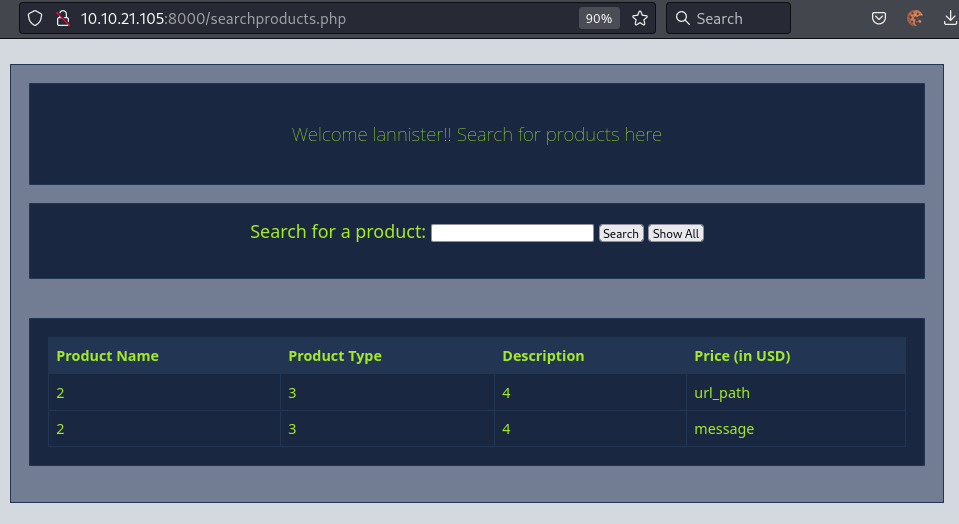 10.10.21.105:8000/searchproducts.php 90% Search
Welcome lannister!! Search for products here
Search for a product: Search Show All
Product Name Product Type Description Price (in USD)
2 3 4 url_path
2 3 4 message